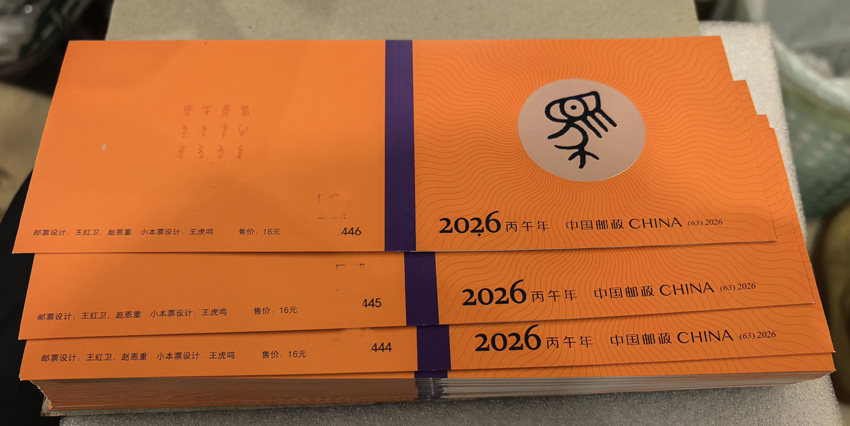 邮票设计：王红卫、赵恩重 小本票设计：王虎鸣 售价：16元 446
2026 丙午年 中国邮政 CHINA (63) 2026
邮票设计：王红卫、赵恩重 小本票设计：王虎鸣 售价：16元 445
2026 丙午年 中国邮政 CHINA (63) 2026
邮票设计：王红卫、赵恩重 小本票设计：王虎鸣 售价：16元 444
2026 丙午年 中国邮政 CHINA (63) 2026